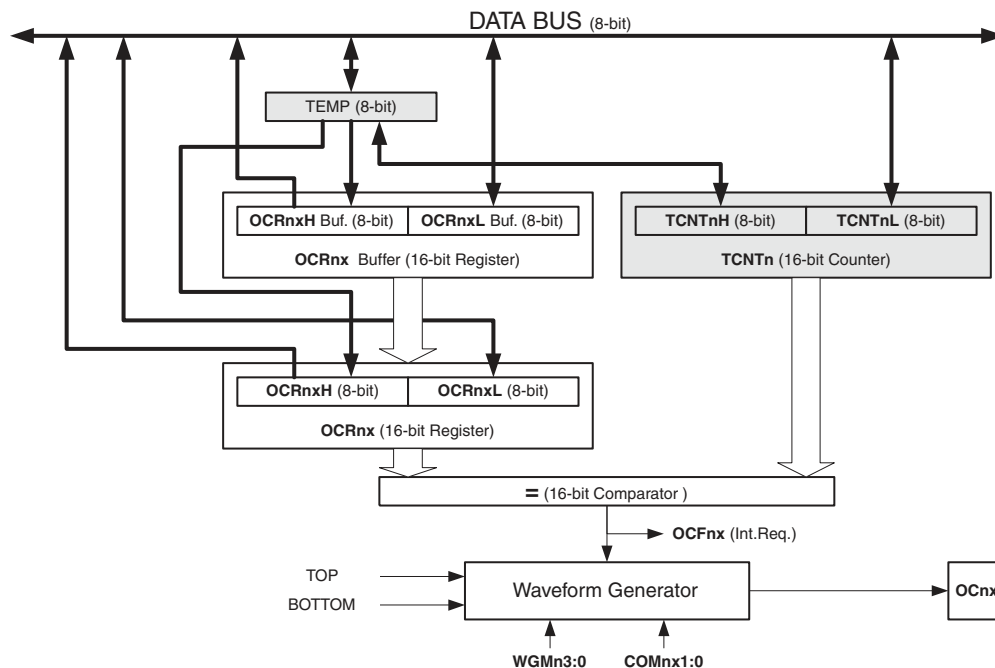 DATA BUS (8-bit)
TEMP (8-bit)
OCRnxH Buf. (8-bit)
OCRnxL Buf. (8-bit)
TCNTnH (8-bit)
TCNTnL (8-bit)
OCRnx Buffer (16-bit Register)
TCNTn (16-bit Counter)
OCRnxH (8-bit)
OCRnxL (8-bit)
OCRnx (16-bit Register)
= (16-bit Comparator )
OCFnx (Int.Req.)
TOP
BOTTOM
Waveform Generator
OCnx
WGMn3:0
COMnx1:0